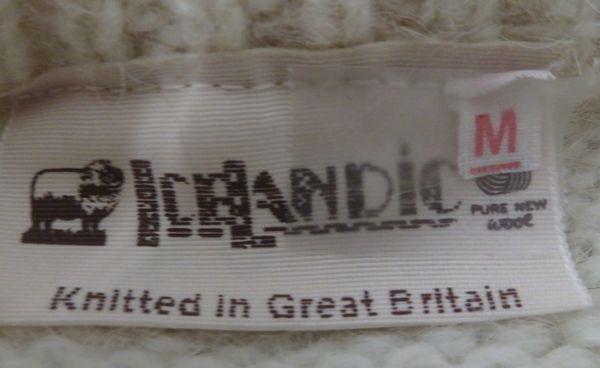 ICELANDIC
M
PURE NEW
wool
Knitted in Great Britain